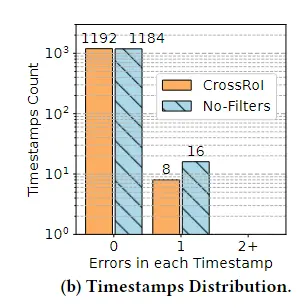 1192 1184
10³
CrossRoI
No-Filters
10²
16
8
10¹
10⁰
0 1 2+
Timestamps Count
Errors in each Timestamp
(b) Timestamps Distribution.